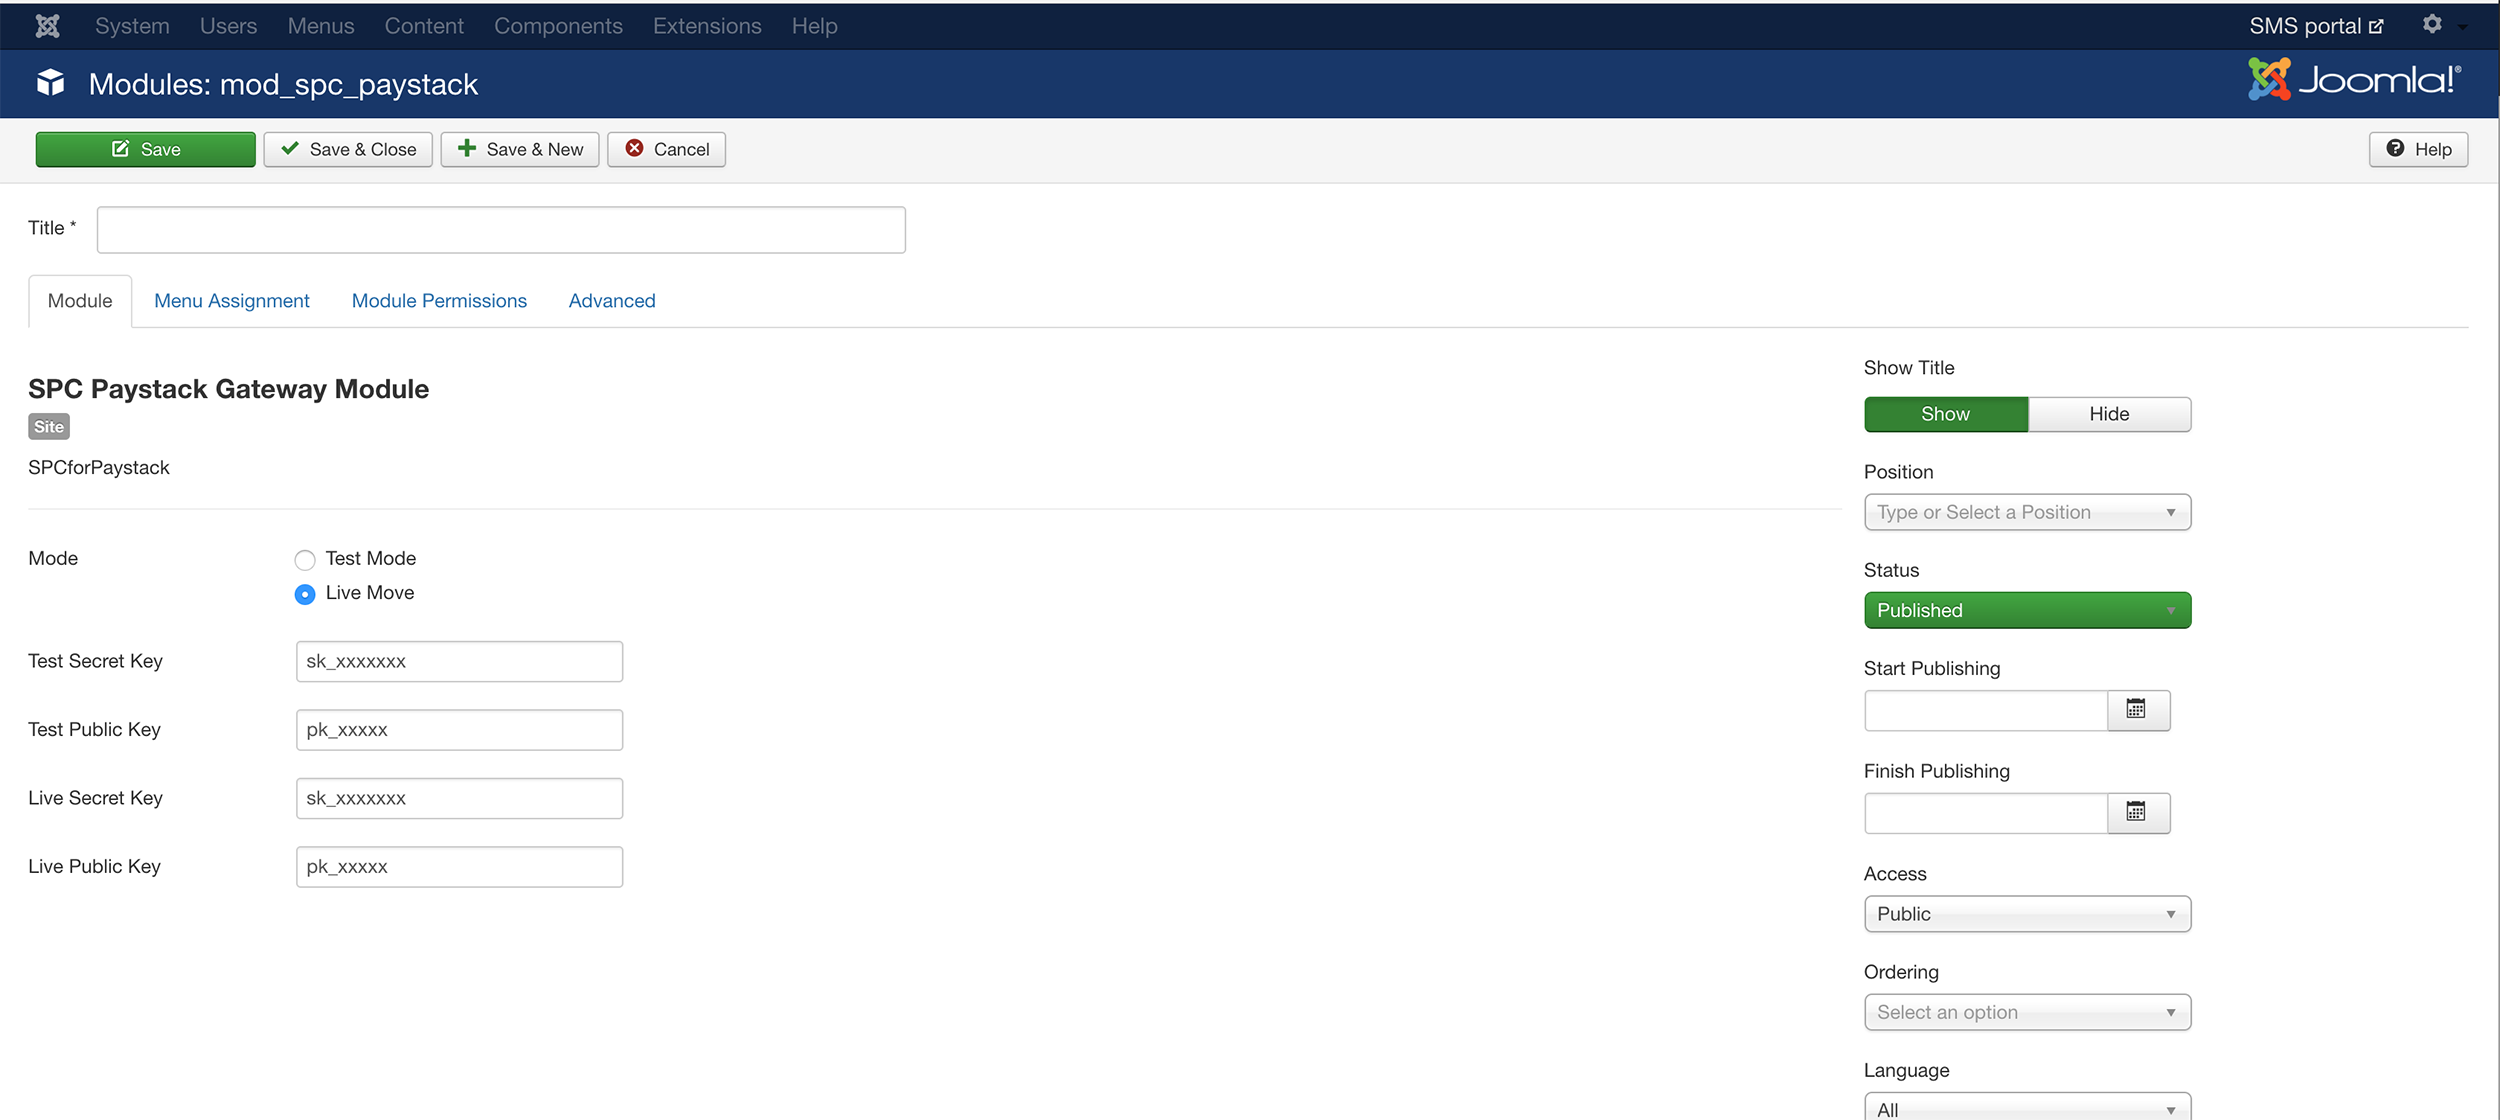 System Users Menus Content Components Extensions Help SMS portal
Modules: mod_spc_paystack Joomla!®
Save Save & Close Save & New Cancel Help
Title *
Module Menu Assignment Module Permissions Advanced
SPC Paystack Gateway Module
Site
SPCforPaystack
Mode Test Mode
Live Move
Test Secret Key sk_xxxxxxx
Test Public Key pk_xxxxx
Live Secret Key sk_xxxxxxx
Live Public Key pk_xxxxx
Show Title
Show Hide
Position
Type or Select a Position
Status
Published
Start Publishing
Finish Publishing
Access
Public
Ordering
Select an option
Language
All